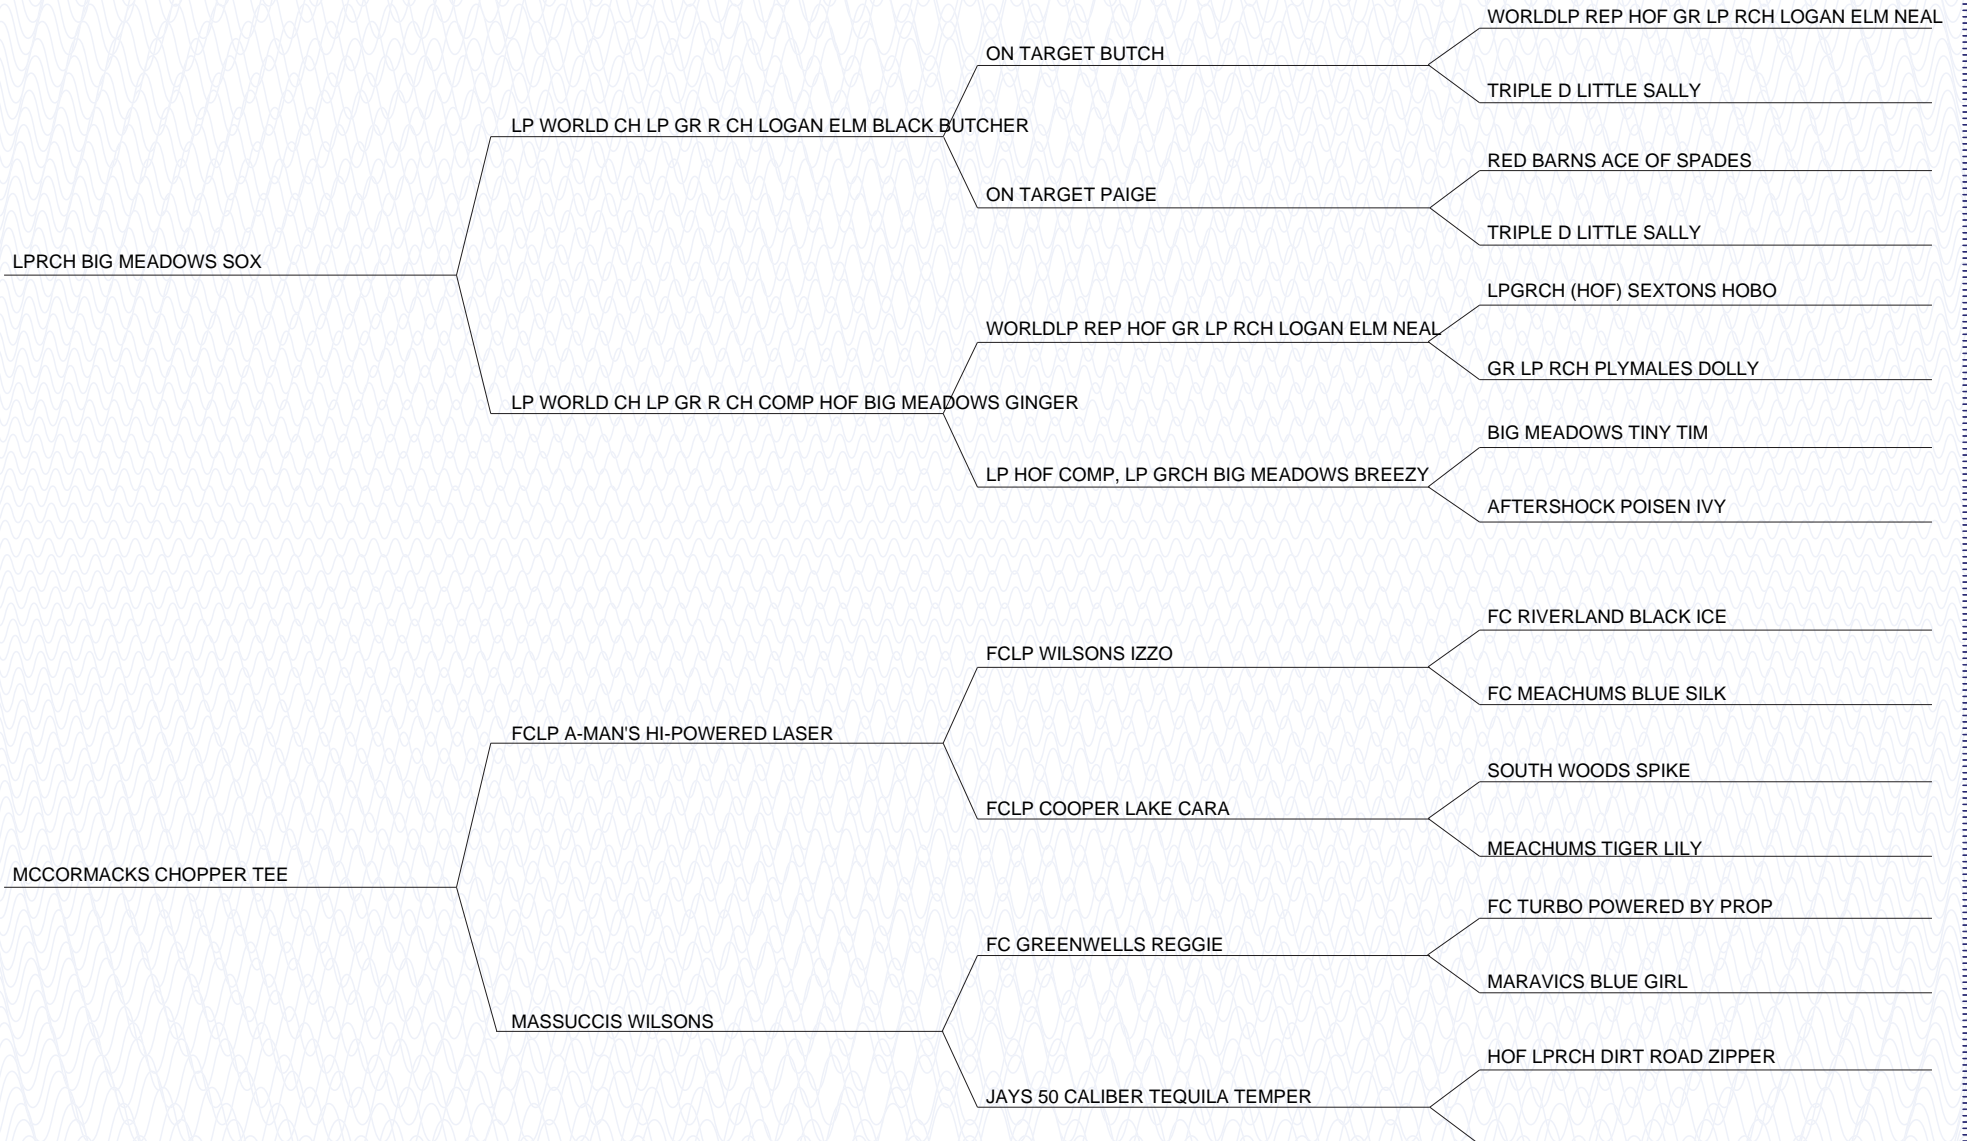 WORLDLP REP HOF GR LP RCH LOGAN ELM NEAL
ON TARGET BUTCH
TRIPLE D LITTLE SALLY
LP WORLD CH LP GR R CH LOGAN ELM BLACK BUTCHER
RED BARNS ACE OF SPADES
ON TARGET PAIGE
TRIPLE D LITTLE SALLY
LPRCH BIG MEADOWS SOX
LPGRCH (HOF) SEXTONS HOBO
WORLDLP REP HOF GR LP RCH LOGAN ELM NEAL
GR LP RCH PLYMALES DOLLY
LP WORLD CH LP GR R CH COMP HOF BIG MEADOWS GINGER
BIG MEADOWS TINY TIM
LP HOF COMP, LP GRCH BIG MEADOWS BREEZY
AFTERSHOCK POISEN IVY
FC RIVERLAND BLACK ICE
FCLP WILSONS IZZO
FC MEACHUMS BLUE SILK
FCLP A-MAN'S HI-POWERED LASER
SOUTH WOODS SPIKE
FCLP COOPER LAKE CARA
MEACHUMS TIGER LILY
MCCORMACKS CHOPPER TEE
FC TURBO POWERED BY PROP
FC GREENWELLS REGGIE
MARAVICS BLUE GIRL
MASSUCCIS WILSONS
HOF LPRCH DIRT ROAD ZIPPER
JAYS 50 CALIBER TEQUILA TEMPER